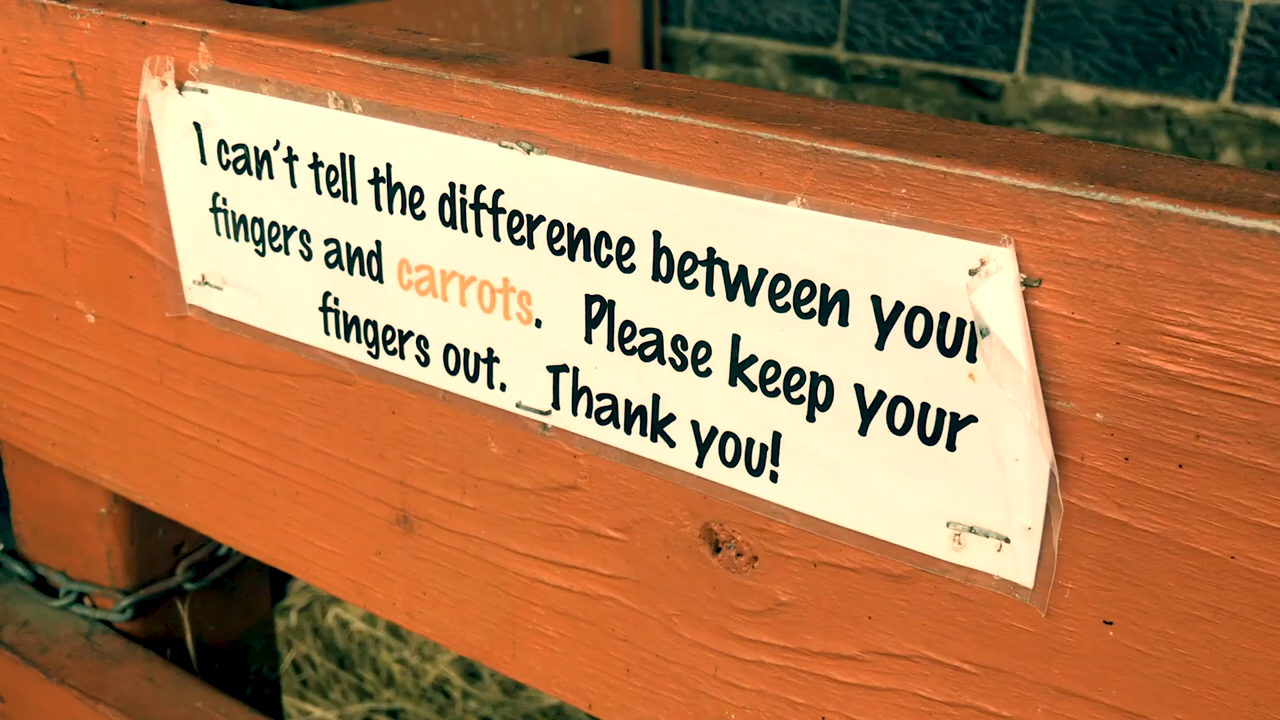 I can't tell the difference between your
fingers and carrots. Please keep your
fingers out. Thank you!